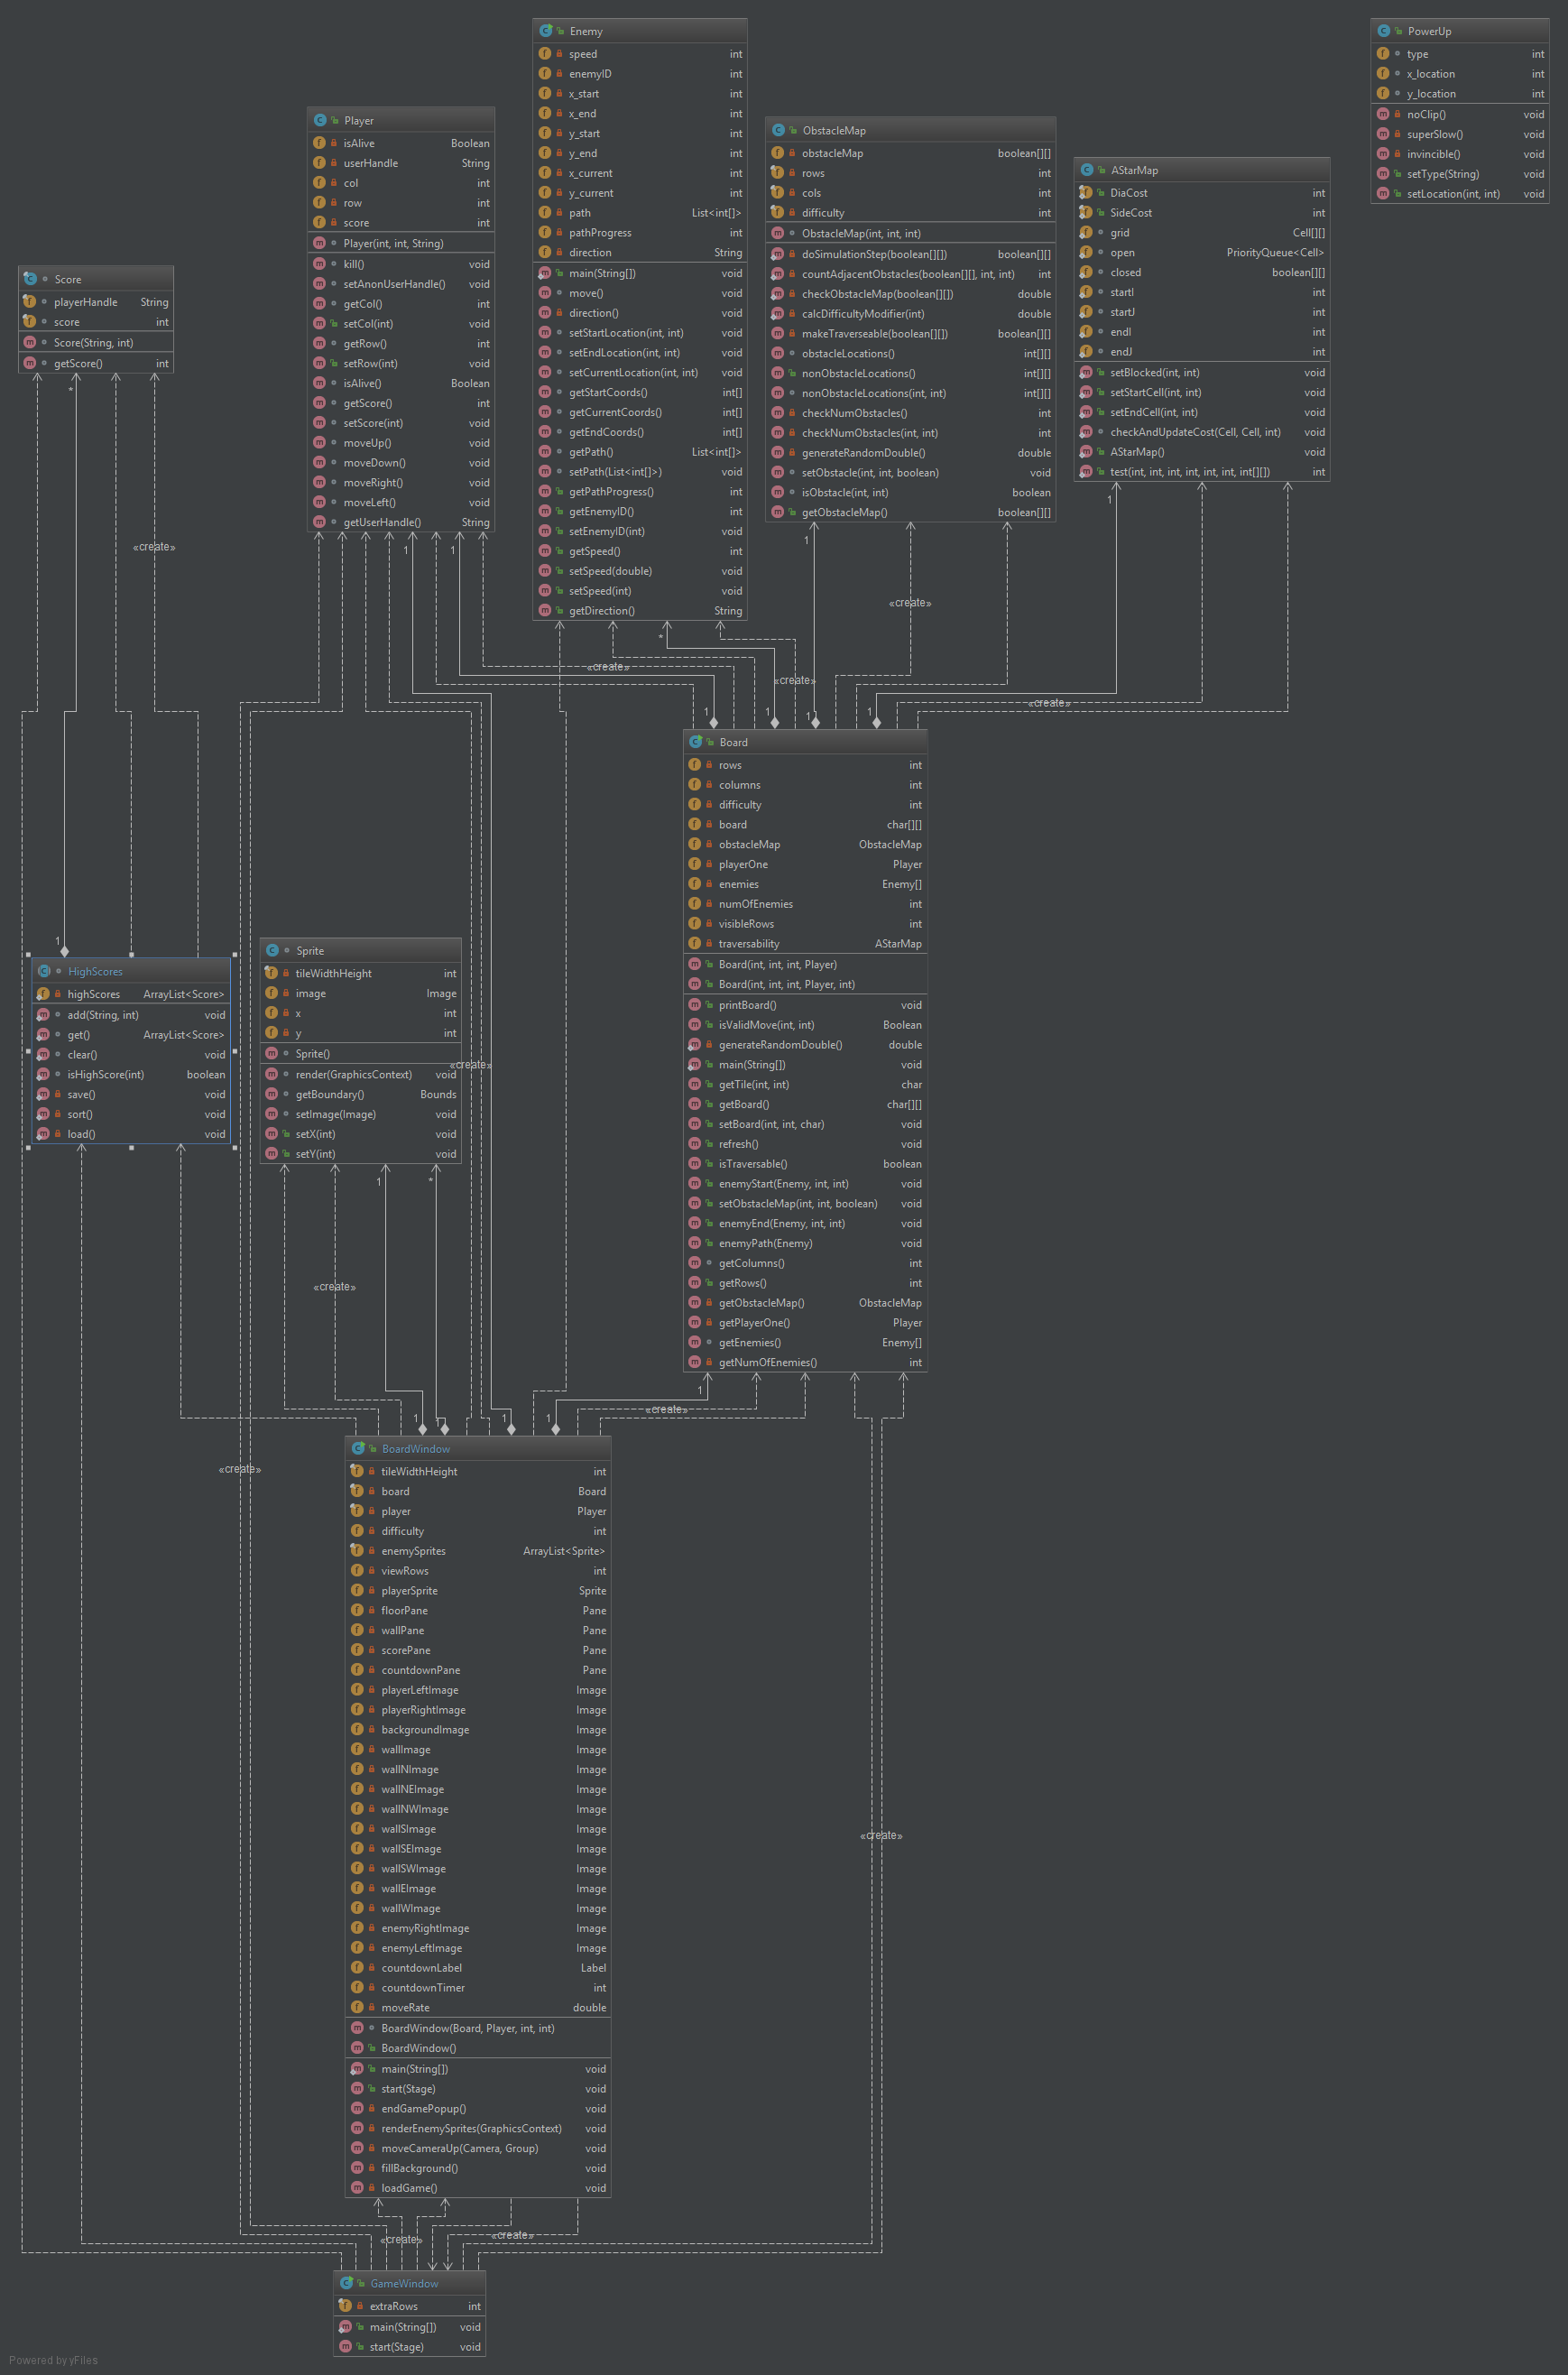 Enemy
speed int
enemyID int
x_start int
x_end int
y_start int
y_end int
x_current int
y_current int
path List<int[]>
pathProgress int
direction String
main(String[]) void
move() void
direction() void
setStartLocation(int, int) void
setEndLocation(int, int) void
setCurrentLocation(int, int) void
getStartCoords() int[]
getCurrentCoords() int[]
getEndCoords() int[]
getPath() List<int[]>
setPath(List<int[]>) void
getPathProgress() int
getEnemyID() int
setEnemyID(int) void
getSpeed() int
setSpeed(double) void
setSpeed(int) void
getDirection() String
PowerUp
type int
x_location int
y_location int
noClip() void
superSlow() void
invincible() void
setType(String) void
setLocation(int, int) void
Player
isAlive Boolean
userHandle String
col int
row int
score int
Player(int, int, String)
kill() void
setAnonUserHandle() void
getCol() int
setCol(int) void
getRow() int
setRow(int) void
isAlive() Boolean
getScore() int
setScore(int) void
moveUp() void
moveDown() void
moveRight() void
moveLeft() void
getUserHandle() String
ObstacleMap
obstacleMap boolean[][]
rows int
cols int
difficulty int
ObstacleMap(int, int, int)
doSimulationStep(boolean[][]) boolean[][]
countAdjacentObstacles(boolean[][], int, int) int
checkObstacleMap(boolean[][]) double
calcDifficultyModifier(int) double
makeTraverseable(boolean[][]) boolean[][]
obstacleLocations() int[][]
nonObstacleLocations() int[][]
nonObstacleLocations(int, int) int[][]
checkNumObstacles() int
checkNumObstacles(int, int) int
generateRandomDouble() double
setObstacle(int, int, boolean) void
isObstacle(int, int) boolean
getObstacleMap() boolean[][]
AStarMap
DiaCost int
SideCost int
grid Cell[][]
open PriorityQueue<Cell>
closed boolean[][]
startI int
startJ int
endI int
endJ int
setBlocked(int, int) void
setStartCell(int, int) void
setEndCell(int, int) void
checkAndUpdateCost(Cell, Cell, int) void
AStarMap() void
test(int, int, int, int, int, int, int[][]) int
Score
playerHandle String
score int
Score(String, int)
getScore() int
*
1
1
1
1
«create»
«create»
*
«create»
«create»
«create»
1
1
1
1
Board
rows int
columns int
difficulty int
board char[][]
obstacleMap ObstacleMap
playerOne Player
enemies Enemy[]
numOfEnemies int
visibleRows int
traversability AStarMap
Board(int, int, int, Player)
Board(int, int, int, Player, int)
printBoard() void
isValidMove(int, int) Boolean
generateRandomDouble() double
main(String[]) void
getTile(int, int) char
getBoard() char[][]
setBoard(int, int, char) void
refresh() void
isTraversable() boolean
enemyStart(Enemy, int, int) void
setObstacleMap(int, int, boolean) void
enemyEnd(Enemy, int, int) void
enemyPath(Enemy) void
getColumns() int
getRows() int
getObstacleMap() ObstacleMap
getPlayerOne() Player
getEnemies() Enemy[]
getNumOfEnemies() int
1
HighScores
highScores ArrayList<Score>
add(String, int) void
get() ArrayList<Score>
clear() void
isHighScore(int) boolean
save() void
sort() void
load() void
Sprite
tileWidthHeight int
image Image
x int
y int
Sprite()
render(GraphicsContext) void
getBoundary() Bounds
setImage(Image) void
setX(int) void
setY(int) void
«create»
1
*
«create»
1
«create»
1
1
1
1
«create»
BoardWindow
tileWidthHeight int
board Board
player Player
difficulty int
enemySprites ArrayList<Sprite>
viewRows int
playerSprite Sprite
floorPane Pane
wallPane Pane
scorePane Pane
countdownPane Pane
playerLeftImage Image
playerRightImage Image
backgroundImage Image
wallImage Image
wallNImage Image
wallNEImage Image
wallNWImage Image
wallSImage Image
wallSEImage Image
wallSWImage Image
wallEImage Image
wallWImage Image
enemyRightImage Image
enemyLeftImage Image
countdownLabel Label
countdownTimer int
moveRate double
BoardWindow(Board, Player, int, int)
BoardWindow()
main(String[]) void
start(Stage) void
endGamePopup() void
renderEnemySprites(GraphicsContext) void
moveCameraUp(Camera, Group) void
fillBackground() void
loadGame() void
«create»
«create»
«create»
GameWindow
extraRows int
main(String[]) void
start(Stage) void
Powered by yFiles